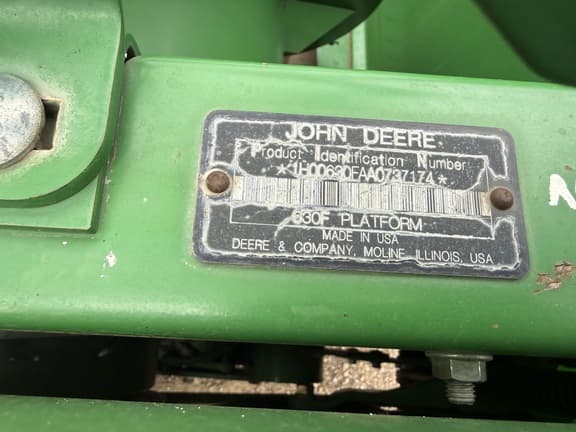 JOHN DEERE
Product Identification Number
*1H00630FAA0737174*
630F PLATFORM
MADE IN USA
DEERE & COMPANY, MOLINE ILLINOIS, USA
N